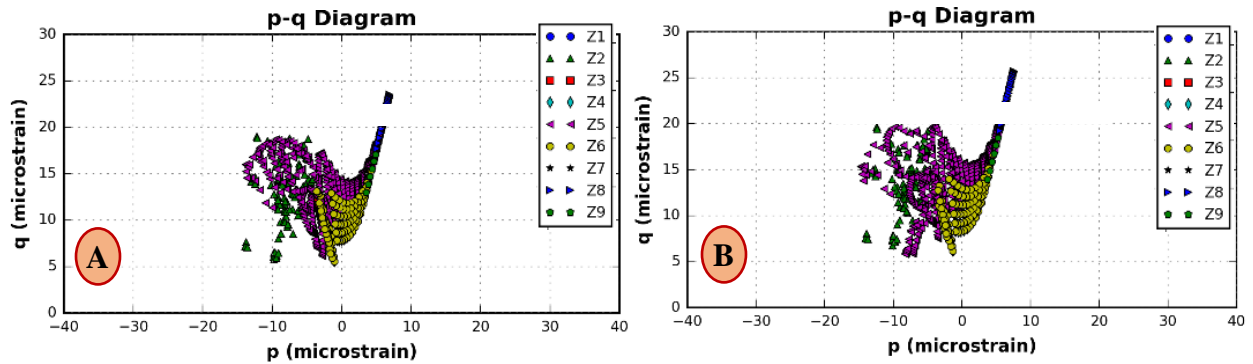 p-q Diagram
30
25
20
15
10
5
0
−40
−30
−20
−10
0
10
20
30
40
q (microstrain)
p (microstrain)
Z1
Z2
Z3
Z4
Z5
Z6
Z7
Z8
Z9
A
p-q Diagram
30
25
20
15
10
5
0
−40
−30
−20
−10
0
10
20
30
40
q (microstrain)
p (microstrain)
Z1
Z2
Z3
Z4
Z5
Z6
Z7
Z8
Z9
B